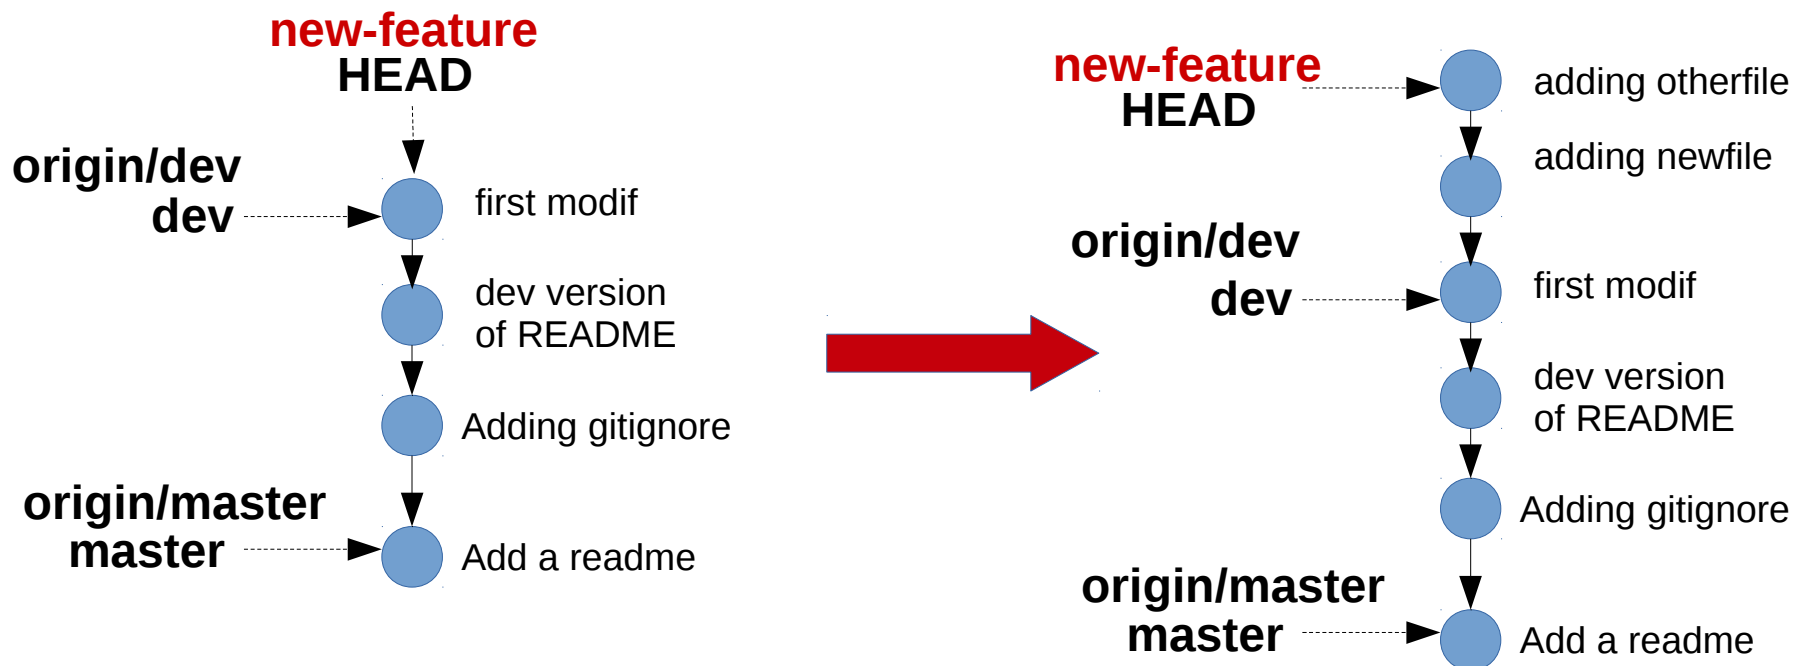 new-feature
HEAD
origin/dev
dev
first modif
dev version
of README
Adding gitignore
origin/master
master
Add a readme
new-feature
HEAD
adding otherfile
adding newfile
origin/dev
dev
first modif
dev version
of README
Adding gitignore
origin/master
master
Add a readme